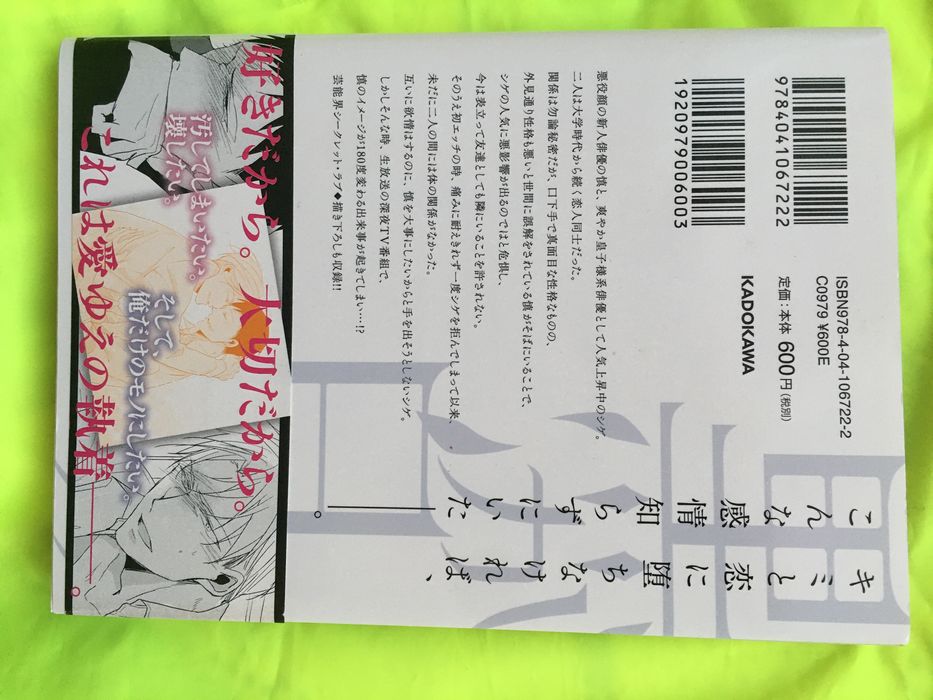 9784041067222
1920979006003
ISBN978-4-04-106722-2
C0979 ¥600E
定価:本体 600円(税別)
KADOKAWA
キミと恋に堕ちなければ、
こんな感情知らずにいた――。
悪役顔の新人俳優の慎と、爽やか皇子様系俳優として人気上昇中のシゲ。
二人は大学時代から続く恋人同士だった。
関係は勿論秘密だが、口下手で真面目な性格なものの、
外見通り性格も悪いと世間に誤解をされている慎がそばにいることで、
シゲの人気に悪影響が出るのではと危惧し、
今は表立って友達としても隣にいることを許されない。
そのうえ初エッチの時、痛みに耐えきれず一度シゲを拒んでしまって以来、
未だに二人の間には体の関係がなかった。
互いに欲情はするのに、慎を大事にしたいからと手を出そうとしないシゲ。
しかしそんな時、生放送の深夜TV番組で、
慎のイメージが180度変わる出来事が起きてしまい…!?
芸能界シークレット・ラブ◆描き下ろしも収録!!
好きだから。大切だから。
汚してしまいたい。
壊したい。
そして、
俺だけのモノにしたい。
これは愛ゆえの執着――。